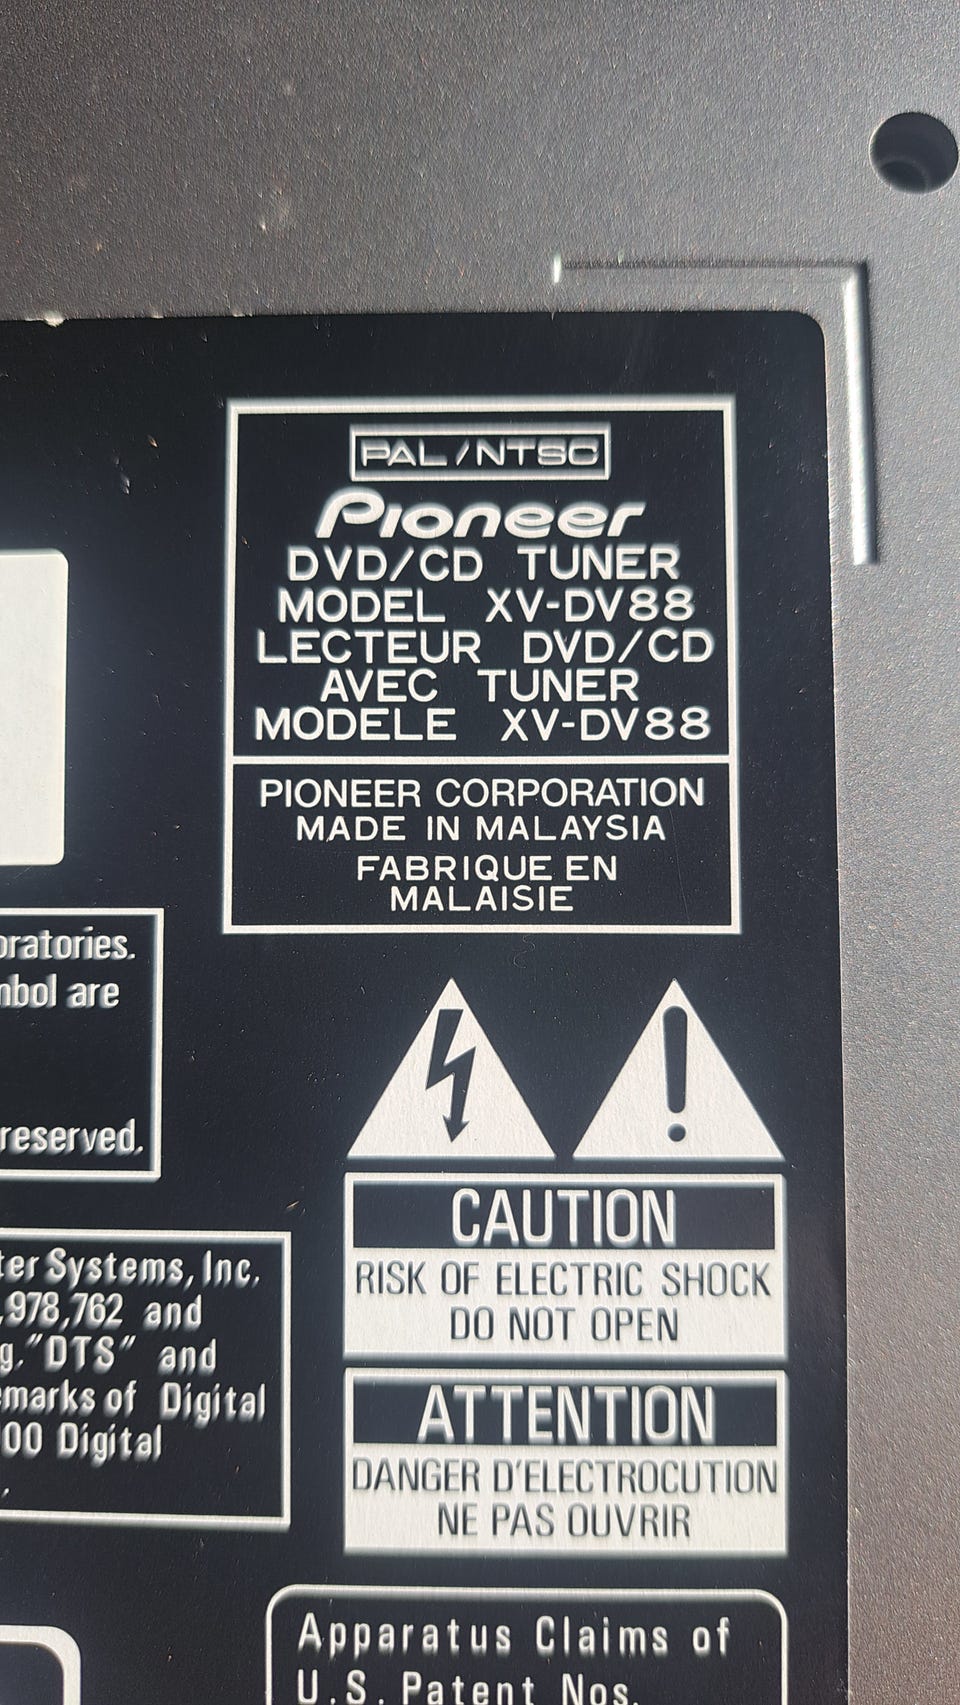 PAL/NTSC
Pioneer
DVD/CD TUNER
MODEL XV-DV88
LECTEUR DVD/CD
AVEC TUNER
MODELE XV-DV88
PIONEER CORPORATION
MADE IN MALAYSIA
FABRIQUE EN
MALAISIE
oratories.
nbol are
reserved.
ter Systems, Inc.
,978,762 and
g."DTS" and
emarks of Digital
00 Digital
CAUTION
RISK OF ELECTRIC SHOCK
DO NOT OPEN
ATTENTION
DANGER D'ELECTROCUTION
NE PAS OUVRIR
Apparatus Claims of
U.S. Patent Nos.